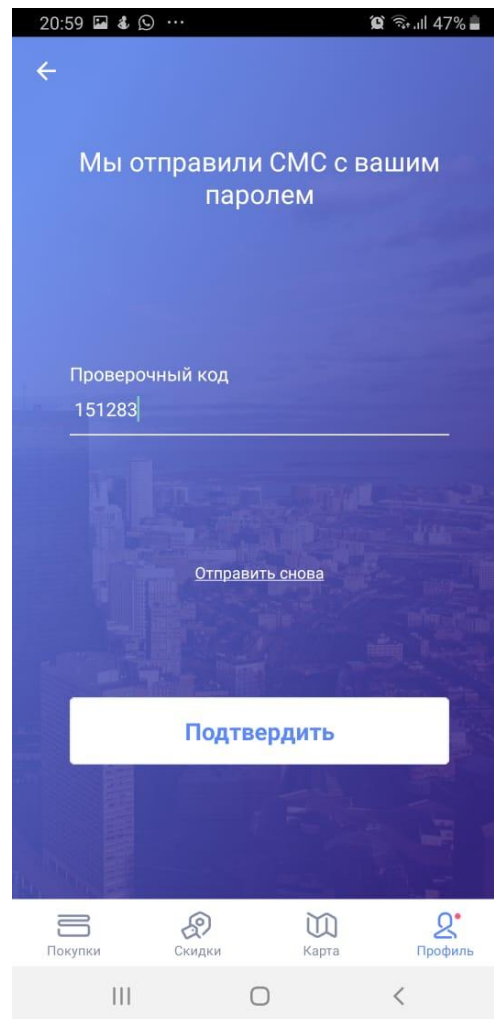 20:59 ... 47%
Мы отправили СМС с вашим
паролем
Проверочный код
151283
Отправить снова
Подтвердить
Покупки Скидки Карта Профиль